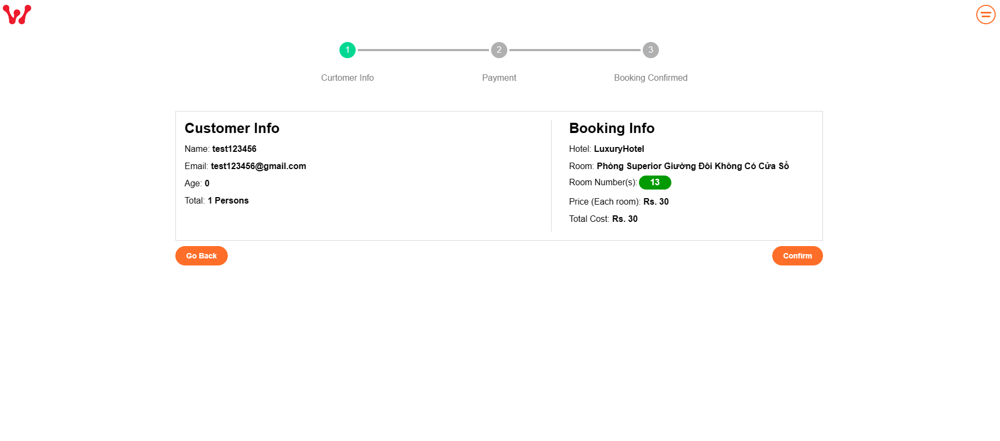 1
2
3
Curtomer Info
Payment
Booking Confirmed
Customer Info
Name: test123456
Email: test123456@gmail.com
Age: 0
Total: 1 Persons
Booking Info
Hotel: LuxuryHotel
Room: Phòng Superior Giường Đôi Không Có Cửa Sổ
Room Number(s): 13
Price (Each room): Rs. 30
Total Cost: Rs. 30
Go Back
Confirm